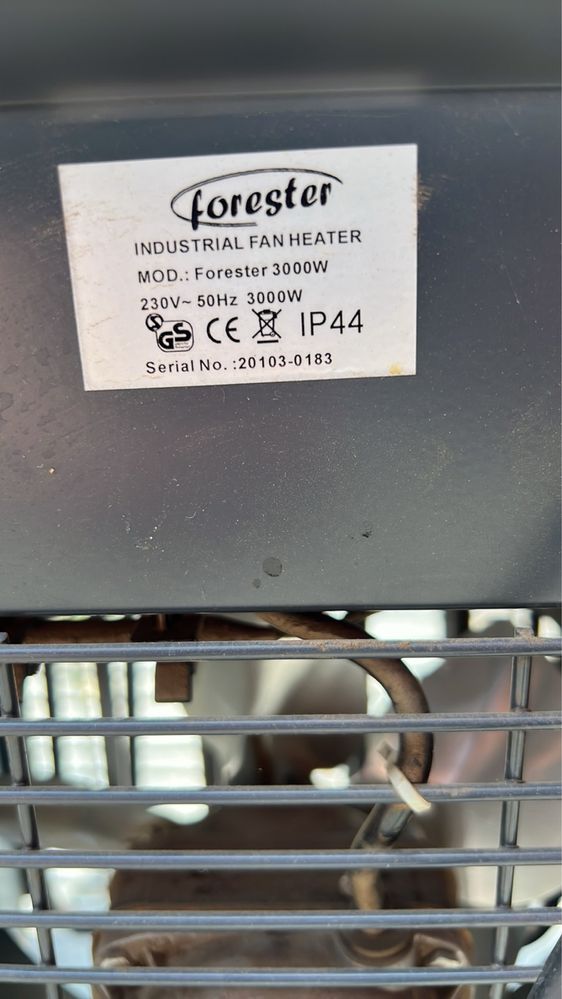 forester
INDUSTRIAL FAN HEATER
MOD.: Forester 3000W
230V~ 50Hz 3000W
S GS CE IP44
Serial No. :20103-0183